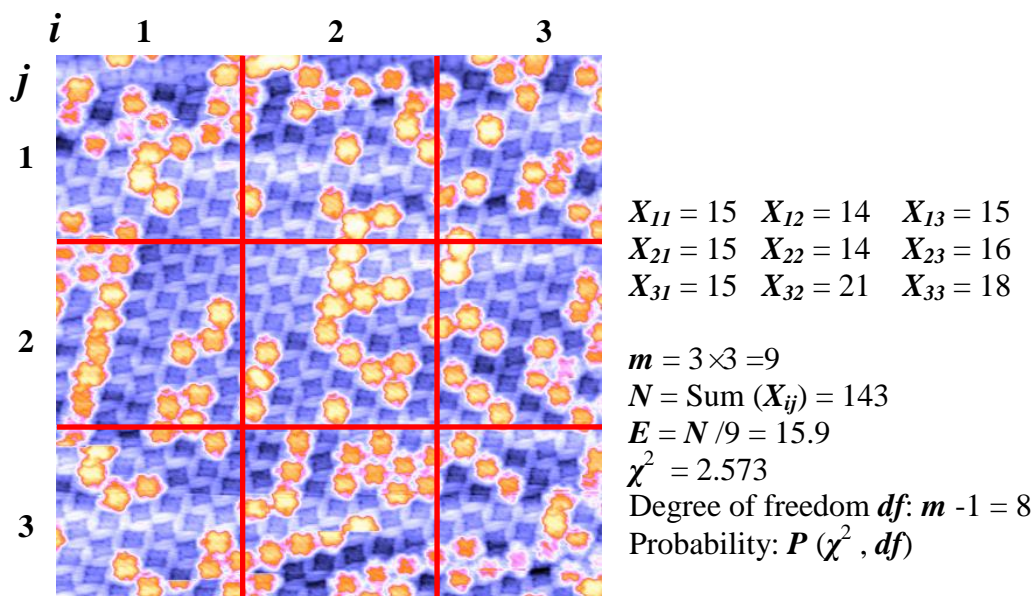 i 1 2 3
j
1
2
3
X11 = 15 X12 = 14 X13 = 15
X21 = 15 X22 = 14 X23 = 16
X31 = 15 X32 = 21 X33 = 18
m = 3×3 =9
N = Sum (Xij) = 143
E = N /9 = 15.9
χ² = 2.573
Degree of freedom df: m -1 = 8
Probability: P (χ² , df)